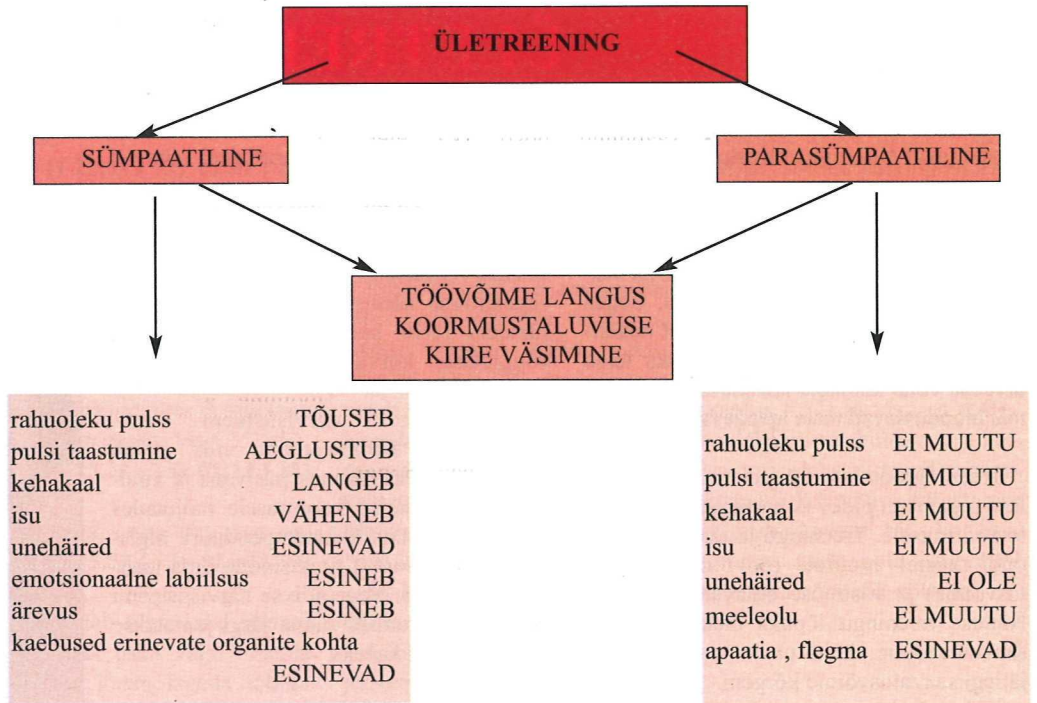 ÜLETREENING
SÜMPAATILINE
PARASÜMPAATILINE
TÖÖVÕIME LANGUS
KOORMUSTALUVUSE
KIIRE VÄSIMINE
rahuoleku pulss TÕUSEB
pulsi taastumine AEGLUSTUB
kehakaal LANGEB
isu VÄHENEB
unehäired ESINEVAD
emotsionaalne labiilsus ESINEB
ärevus ESINEB
kaebused erinevate organite kohta
ESINEVAD
rahuoleku pulss EI MUUTU
pulsi taastumine EI MUUTU
kehakaal EI MUUTU
isu EI MUUTU
unehäired EI OLE
meeleolu EI MUUTU
apaatia , flegma ESINEVAD